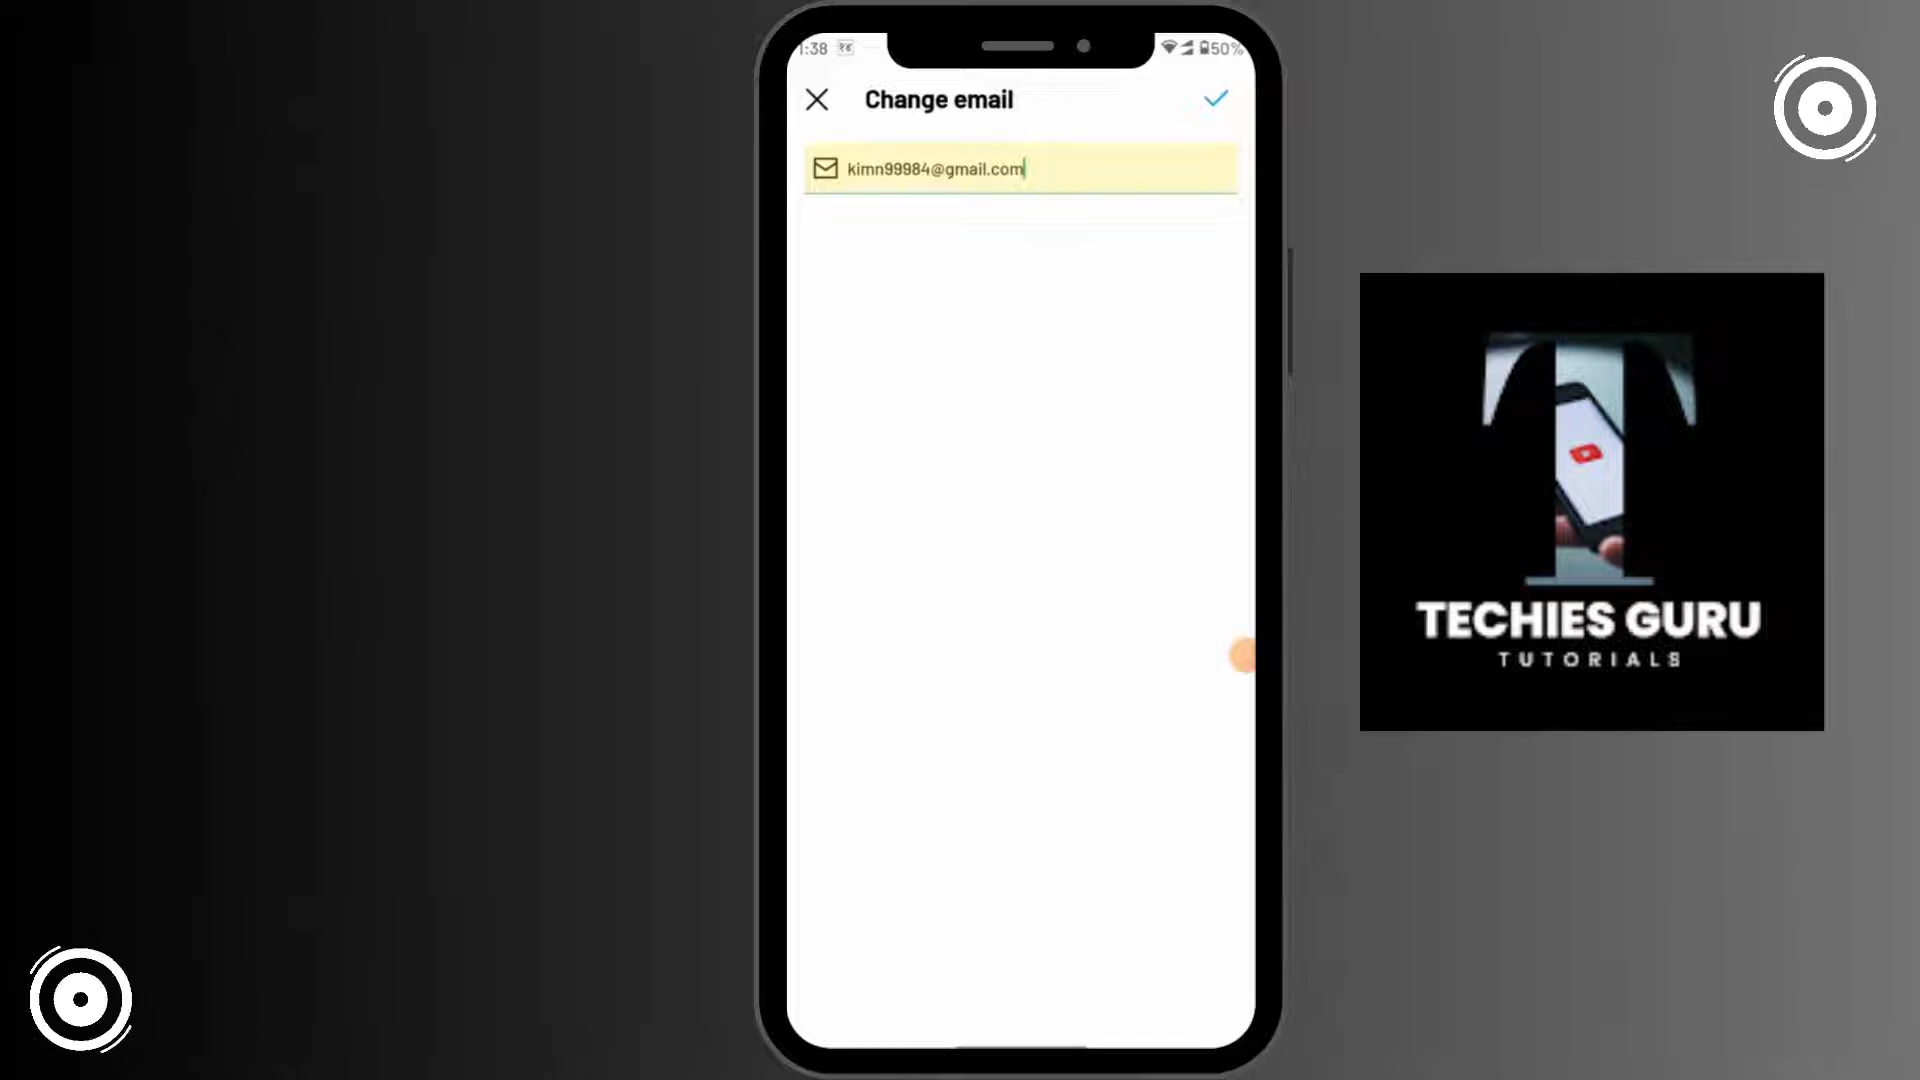 1:38
50%
Change email
kimn99984@gmail.com
TECHIES GURU
TUTORIALS